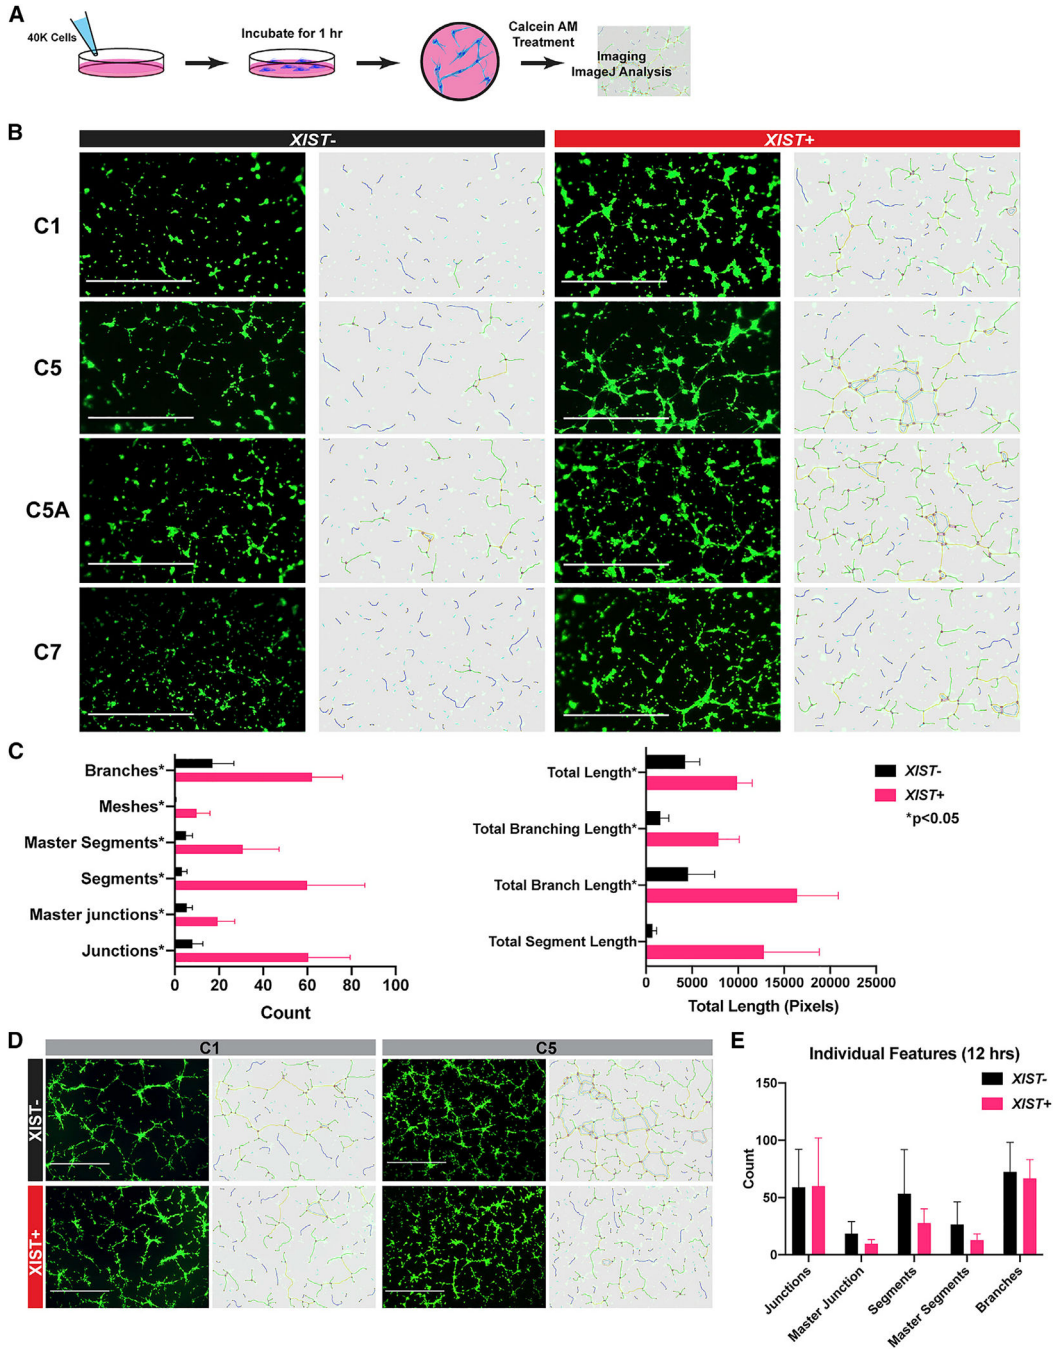 A
40K Cells
Incubate for 1 hr
Calcein AM
Treatment
Imaging
ImageJ Analysis
B
XIST-
XIST+
C1
C5
C5A
C7
C
Branches*
Meshes*
Master Segments*
Segments*
Master junctions*
Junctions*
0 20 40 60 80 100
Count
Total Length*
Total Branching Length*
Total Branch Length*
Total Segment Length
0 5000 10000 15000 20000 25000
Total Length (Pixels)
XIST-
XIST+
*p<0.05
D
C1
C5
XIST-
XIST+
E
Individual Features (12 hrs)
XIST-
XIST+
Count
150
100
50
0
Junctions
Master Junction
Segments
Master Segments
Branches